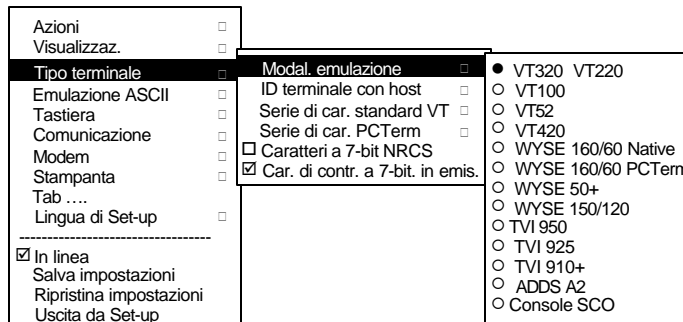 Azioni
Visualizzaz.
Tipo terminale
Emulazione ASCII
Tastiera
Comunicazione
Modem
Stampanta
Tab ....
Lingua di Set-up
-----------------------------------
In linea
Salva impostazioni
Ripristina impostazioni
Uscita da Set-up
Modal. emulazione
ID terminale con host
Serie di car. standard VT
Serie di car. PCTerm
Caratteri a 7-bit NRCS
Car. di contr. a 7-bit. in emis.
VT320 VT220
VT100
VT52
VT420
WYSE 160/60 Native
WYSE 160/60 PCTerm
WYSE 50+
WYSE 150/120
TVI 950
TVI 925
TVI 910+
ADDS A2
Console SCO